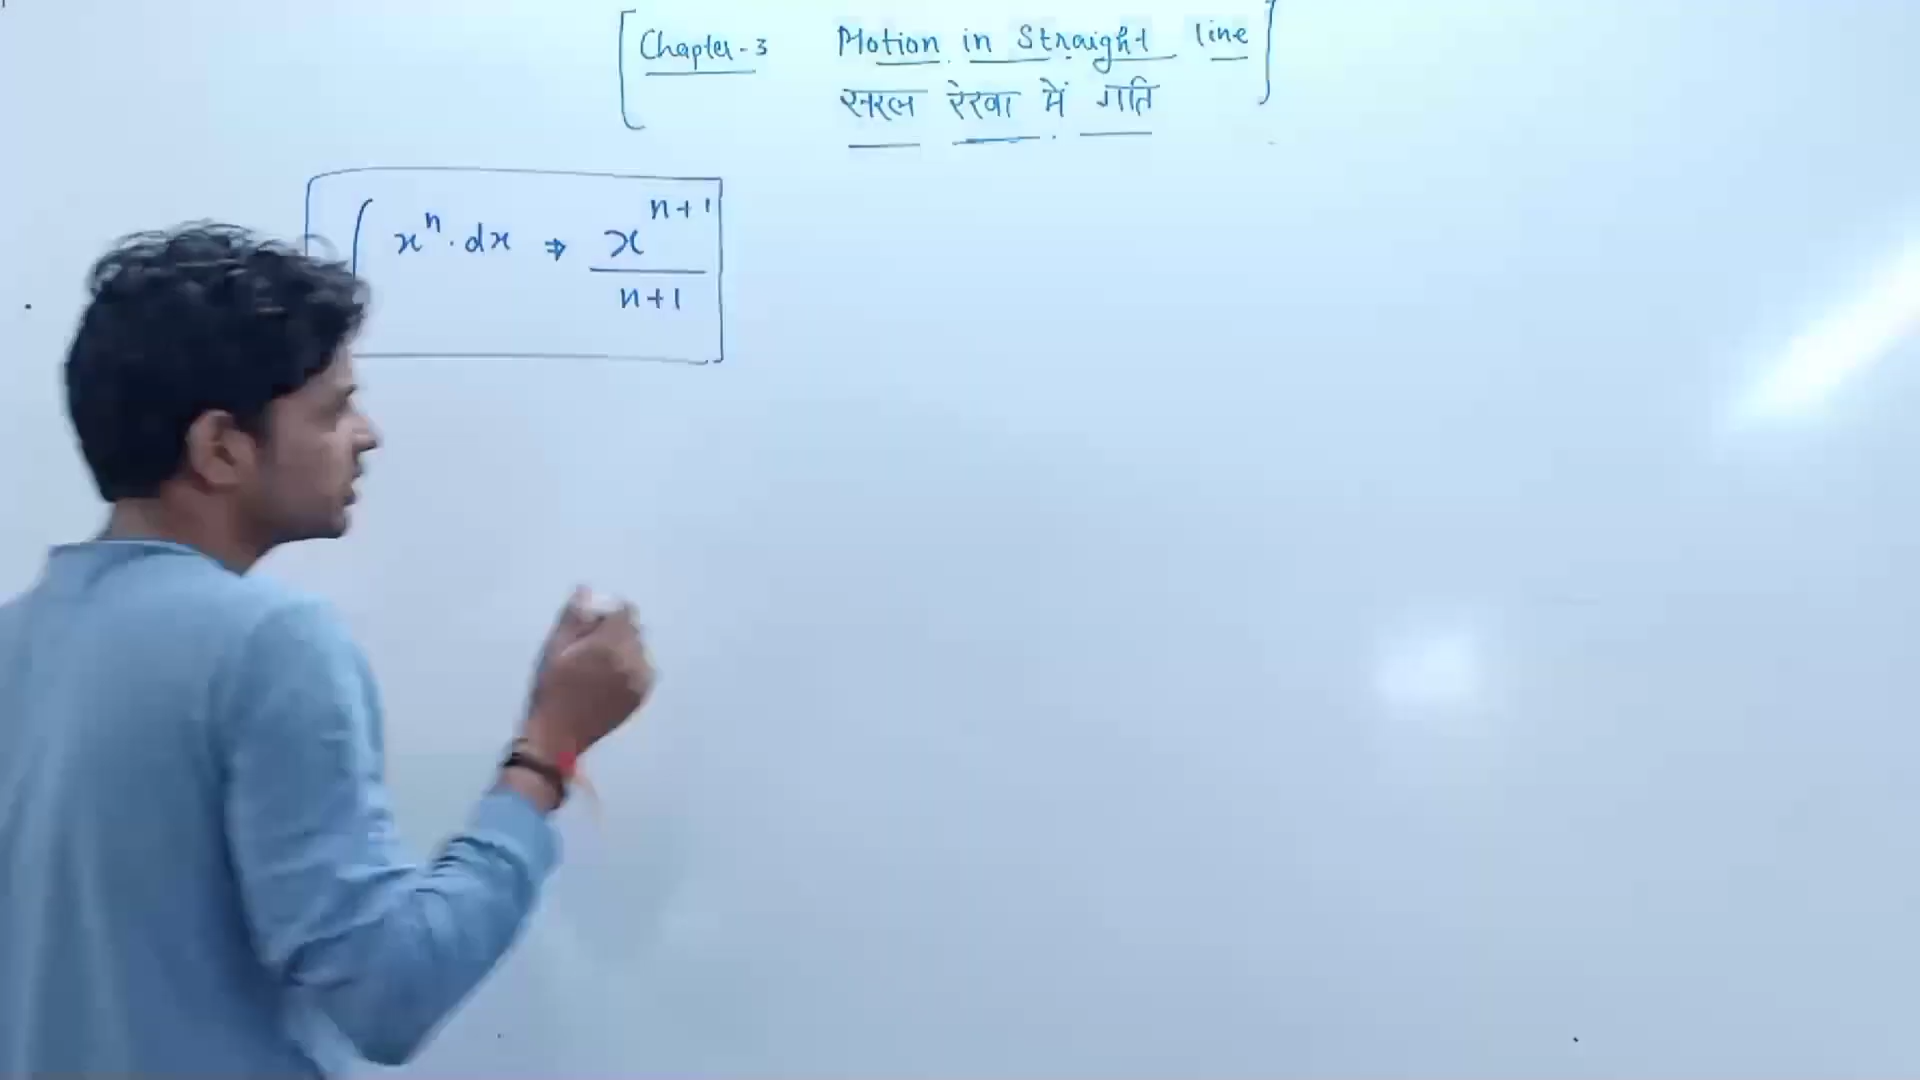 [Chapter-3 Motion in Straight line
सरल रेखा में गति]
∫ xⁿ · dx ⇒ xⁿ⁺¹ / n+1